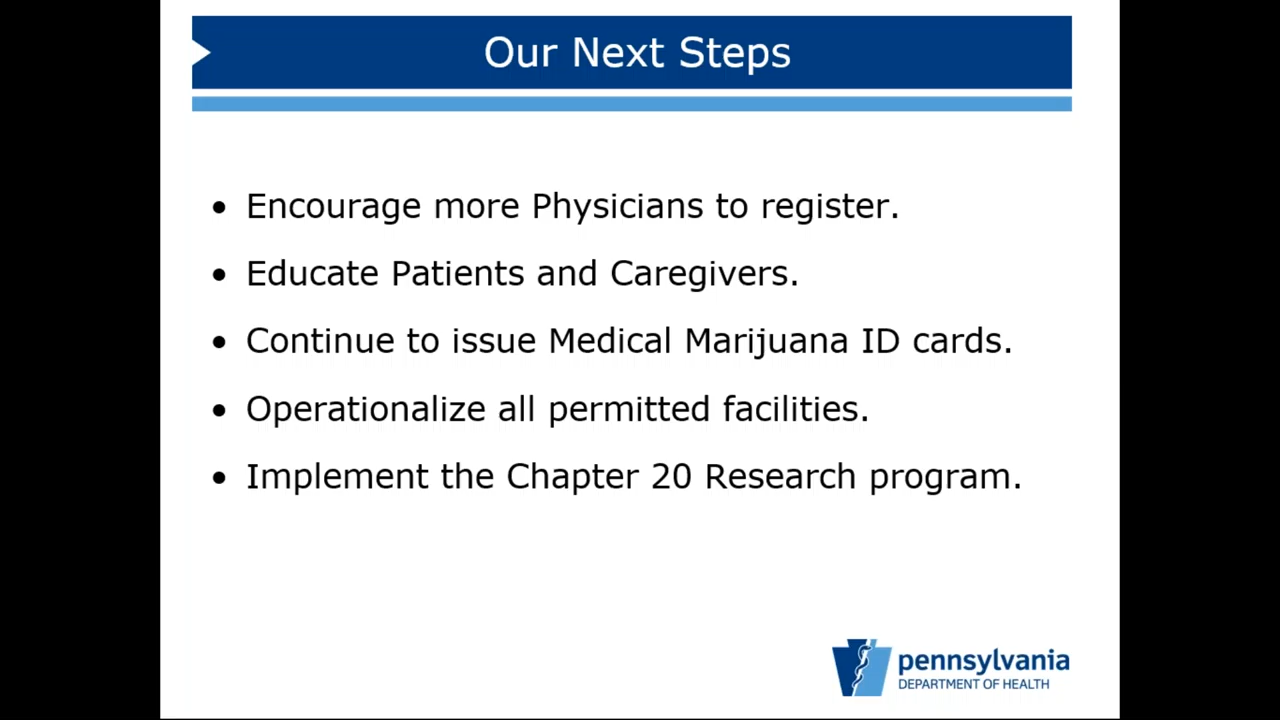 Our Next Steps
• Encourage more Physicians to register.
• Educate Patients and Caregivers.
• Continue to issue Medical Marijuana ID cards.
• Operationalize all permitted facilities.
• Implement the Chapter 20 Research program.
pennsylvania
DEPARTMENT OF HEALTH